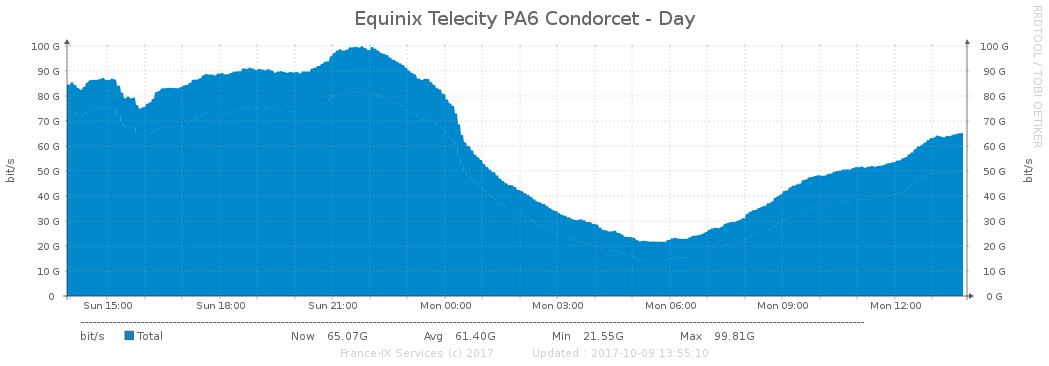 Equinix Telecity PA6 Condorcet - Day
RRDTOOL / TOBI OETIKER
100 G 100 G
90 G 90 G
80 G 80 G
70 G 70 G
60 G 60 G
50 G 50 G
40 G 40 G
30 G 30 G
20 G 20 G
10 G 10 G
0 0 G
bit/s bit/s
Sun 15:00 Sun 18:00 Sun 21:00 Mon 00:00 Mon 03:00 Mon 06:00 Mon 09:00 Mon 12:00
bit/s Total Now 65.07G Avg 61.40G Min 21.55G Max 99.81G
France-IX Services (c) 2017 Updated : 2017-10-09 13:55:10